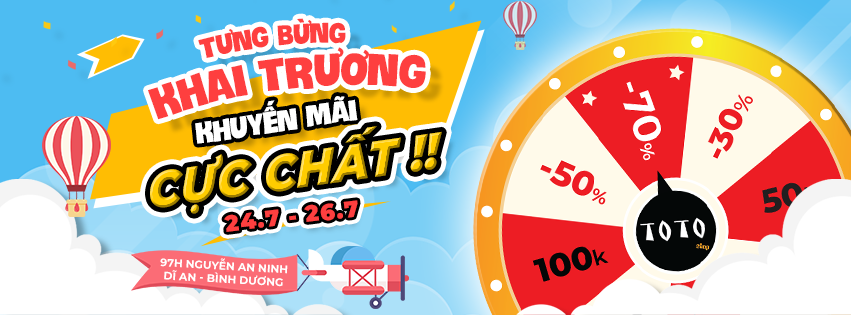 TƯNG BỪNG
KHAI TRƯƠNG
KHUYẾN MÃI
CỰC CHẤT !!
24.7 - 26.7
97H NGUYỄN AN NINH
DĨ AN - BÌNH DƯƠNG
100k
-50%
-70%
-30%
50
TOTO
shop